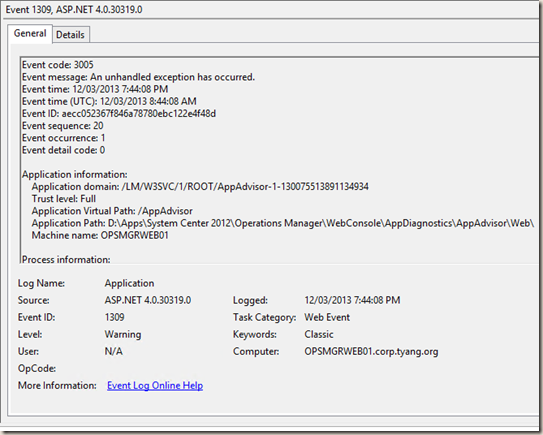 Event 1309, ASP.NET 4.0.30319.0
General Details
Event code: 3005
Event message: An unhandled exception has occurred.
Event time: 12/03/2013 7:44:08 PM
Event time (UTC): 12/03/2013 8:44:08 AM
Event ID: aecc052367f846a78780ebc122e4f48d
Event sequence: 20
Event occurrence: 1
Event detail code: 0
Application information:
Application domain: /LM/W3SVC/1/ROOT/AppAdvisor-1-130075513891134934
Trust level: Full
Application Virtual Path: /AppAdvisor
Application Path: D:\Apps\System Center 2012\Operations Manager\WebConsole\AppDiagnostics\AppAdvisor\Web\
Machine name: OPSMGRWEB01
Process information:
Log Name: Application
Source: ASP.NET 4.0.30319.0 Logged: 12/03/2013 7:44:08 PM
Event ID: 1309 Task Category: Web Event
Level: Warning Keywords: Classic
User: N/A Computer: OPSMGRWEB01.corp.tyang.org
OpCode:
More Information: Event Log Online Help